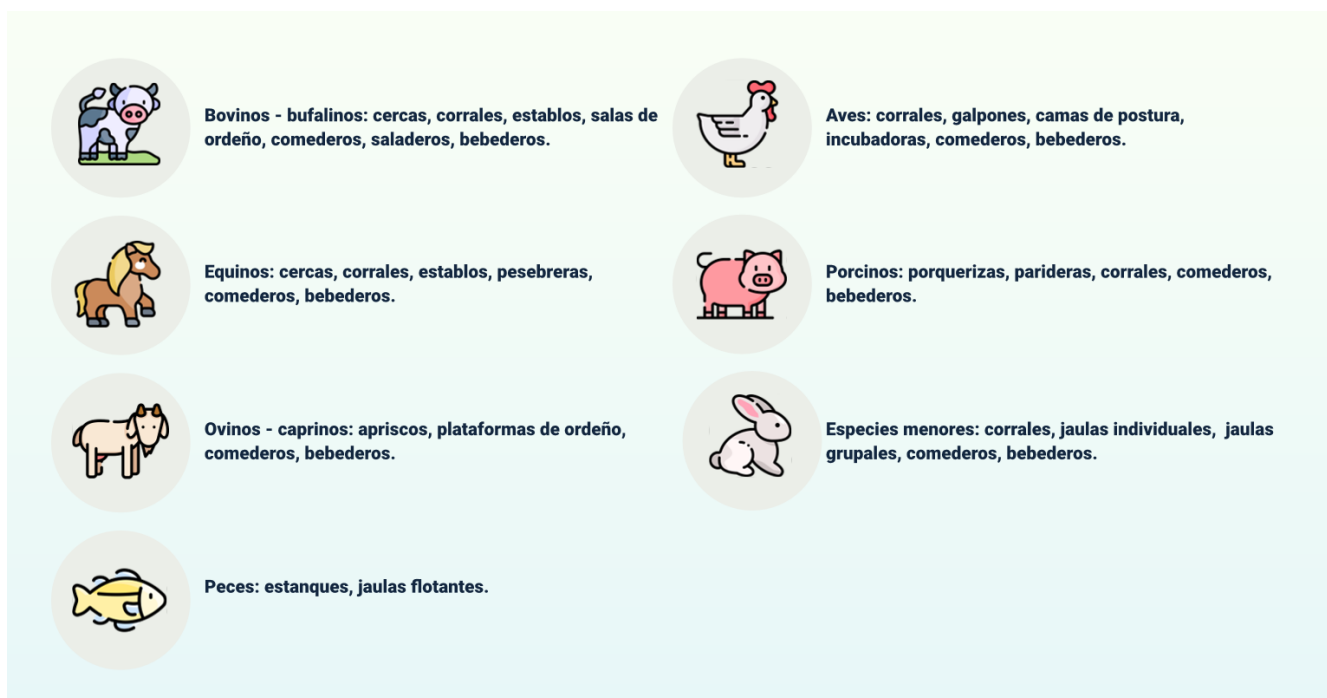 Bovinos - bufalinos: cercas, corrales, establos, salas de
ordeño, comederos, saladeros, bebederos.
Aves: corrales, galpones, camas de postura,
incubadoras, comederos, bebederos.
Equinos: cercas, corrales, establos, pesebreras,
comederos, bebederos.
Porcinos: porquerizas, parideras, corrales, comederos,
bebederos.
Ovinos - caprinos: apriscos, plataformas de ordeño,
comederos, bebederos.
Especies menores: corrales, jaulas individuales,  jaulas
grupales, comederos, bebederos.
Peces: estanques, jaulas flotantes.